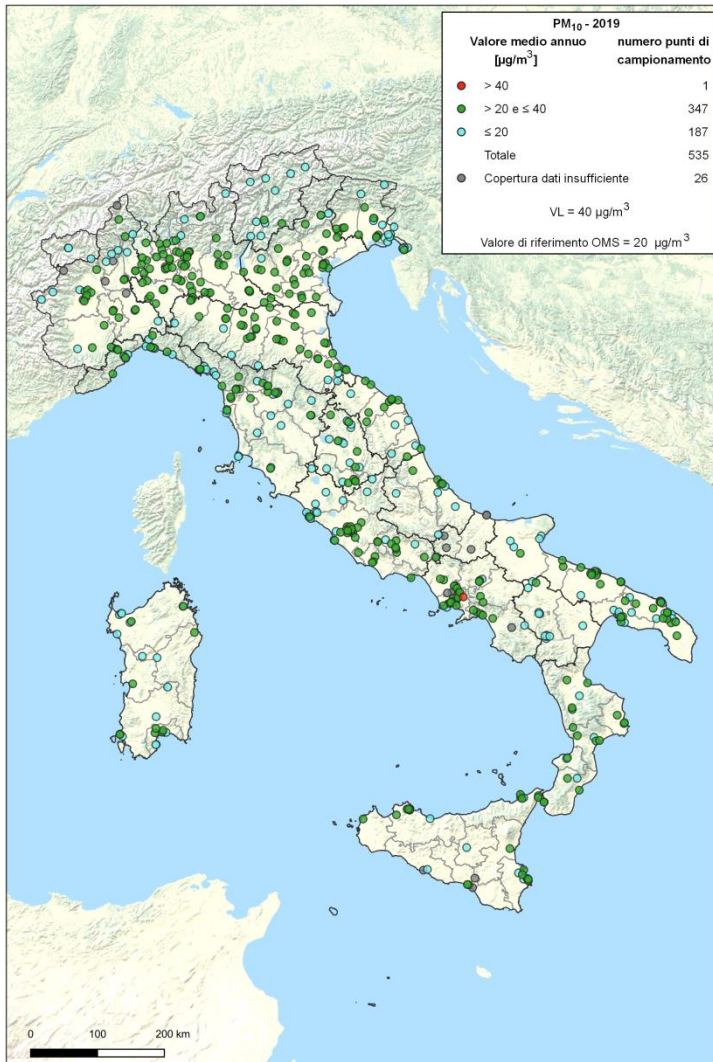 PM10 - 2019
Valore medio annuo numero punti di
[µg/m3] campionamento
> 40 1
> 20 e ≤ 40 347
≤ 20 187
Totale 535
Copertura dati insufficiente 26
VL = 40 µg/m3
Valore di riferimento OMS = 20 µg/m3
0 100 200 km